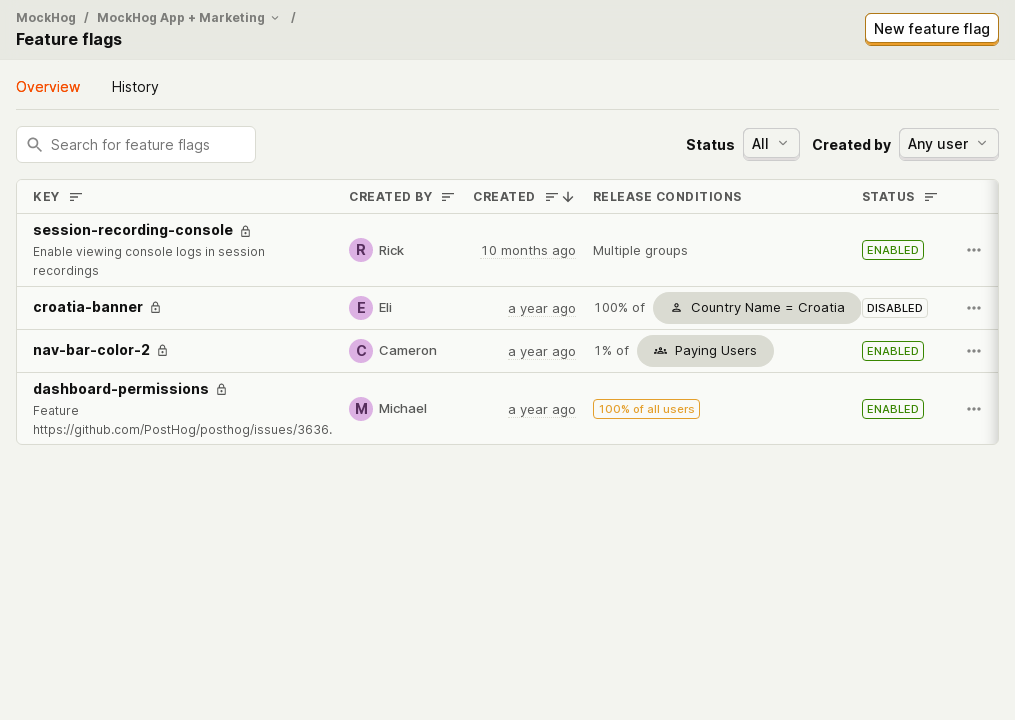 MockHog / MockHog App + Marketing /
Feature flags
New feature flag
Overview History
Search for feature flags
Status All Created by Any user
KEY CREATED BY CREATED RELEASE CONDITIONS STATUS
session-recording-console
Enable viewing console logs in session
recordings
R Rick 10 months ago Multiple groups ENABLED
croatia-banner E Eli a year ago 100% of Country Name = Croatia DISABLED
nav-bar-color-2 C Cameron a year ago 1% of Paying Users ENABLED
dashboard-permissions
Feature
https://github.com/PostHog/posthog/issues/3636.
M Michael a year ago 100% of all users ENABLED